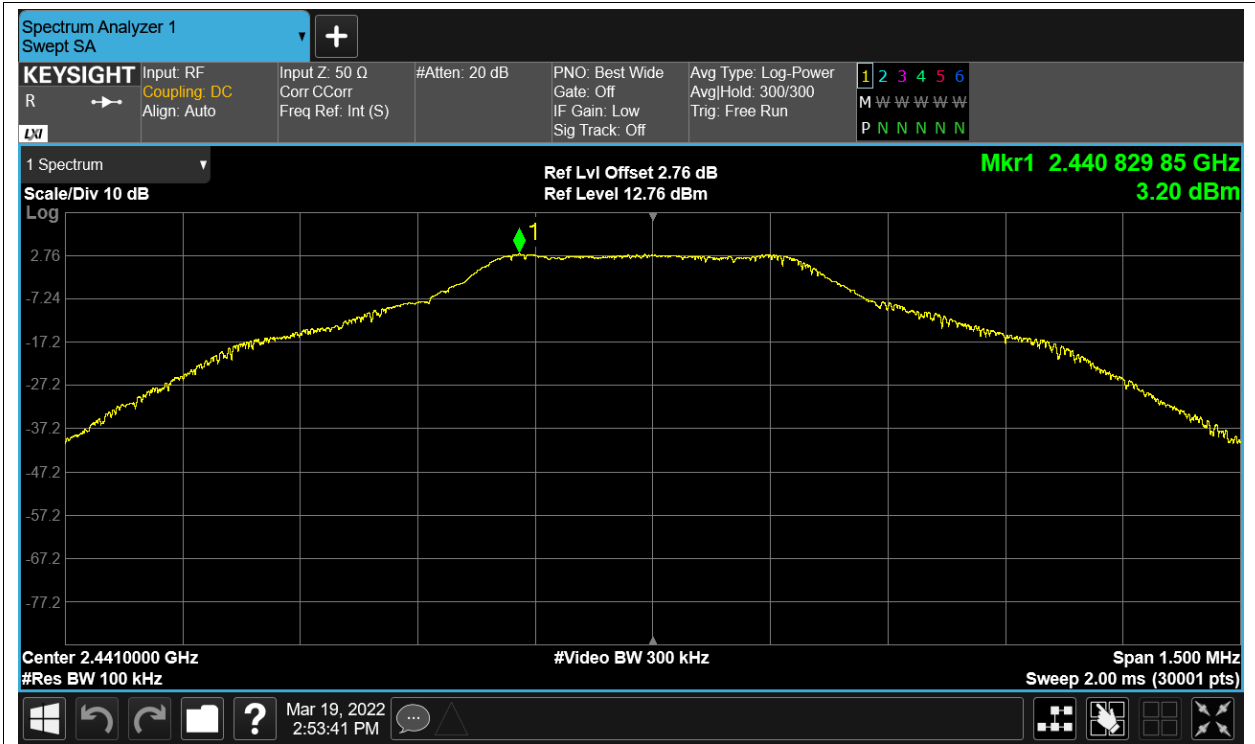 Spectrum Analyzer 1
Swept SA
KEYSIGHT
R
LXI
Input: RF
Coupling: DC
Align: Auto
Input Z: 50 Ω
Corr CCorr
Freq Ref: Int (S)
#Atten: 20 dB
PNO: Best Wide
Gate: Off
IF Gain: Low
Sig Track: Off
Avg Type: Log-Power
Avg|Hold: 300/300
Trig: Free Run
1 2 3 4 5 6
M W W W W W
P N N N N N
1 Spectrum
Scale/Div 10 dB
Log
Ref Lvl Offset 2.76 dB
Ref Level 12.76 dBm
Mkr1 2.440 829 85 GHz
3.20 dBm
1
2.76
-7.24
-17.2
-27.2
-37.2
-47.2
-57.2
-67.2
-77.2
Center 2.4410000 GHz
#Res BW 100 kHz
#Video BW 300 kHz
Span 1.500 MHz
Sweep 2.00 ms (30001 pts)
?
Mar 19, 2022
2:53:41 PM